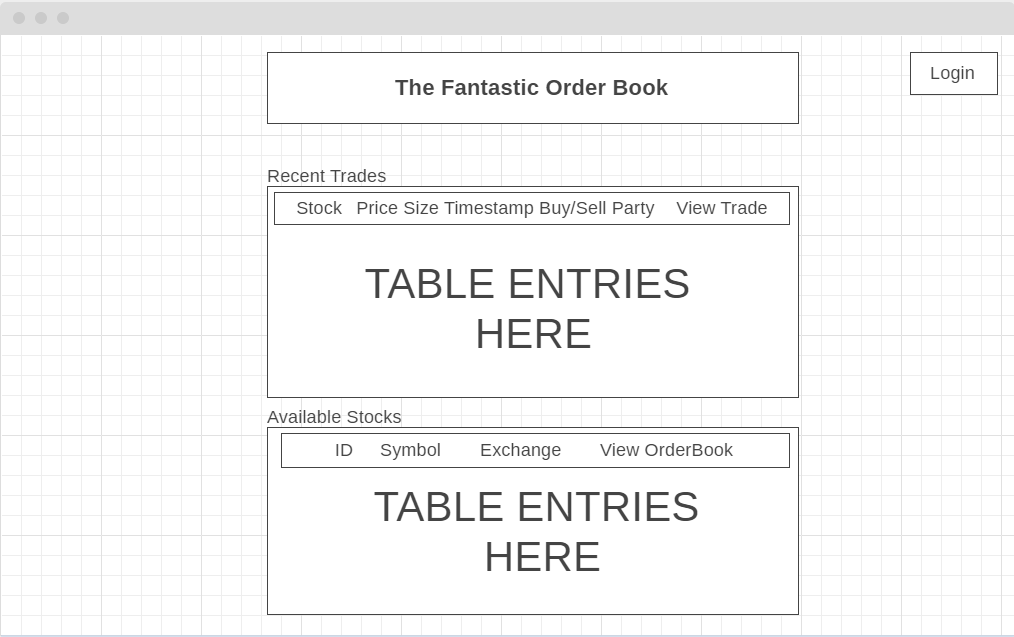 The Fantastic Order Book
Login
Recent Trades
Stock Price Size Timestamp Buy/Sell Party View Trade
TABLE ENTRIES
HERE
Available Stocks
ID Symbol Exchange View OrderBook
TABLE ENTRIES
HERE